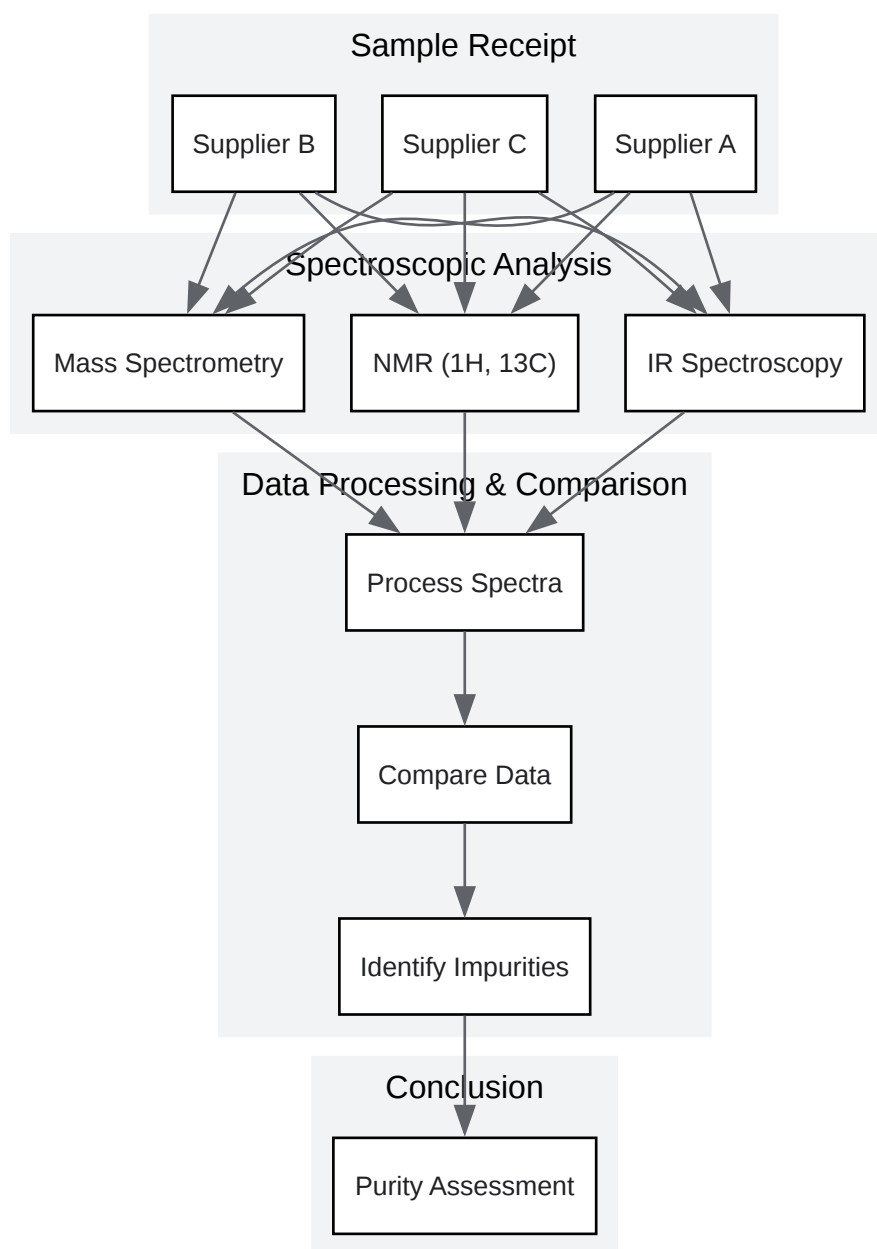 Sample Receipt
Supplier B
Supplier C
Supplier A
Spectroscopic Analysis
Mass Spectrometry
NMR (1H, 13C)
IR Spectroscopy
Data Processing & Comparison
Process Spectra
Compare Data
Identify Impurities
Conclusion
Purity Assessment